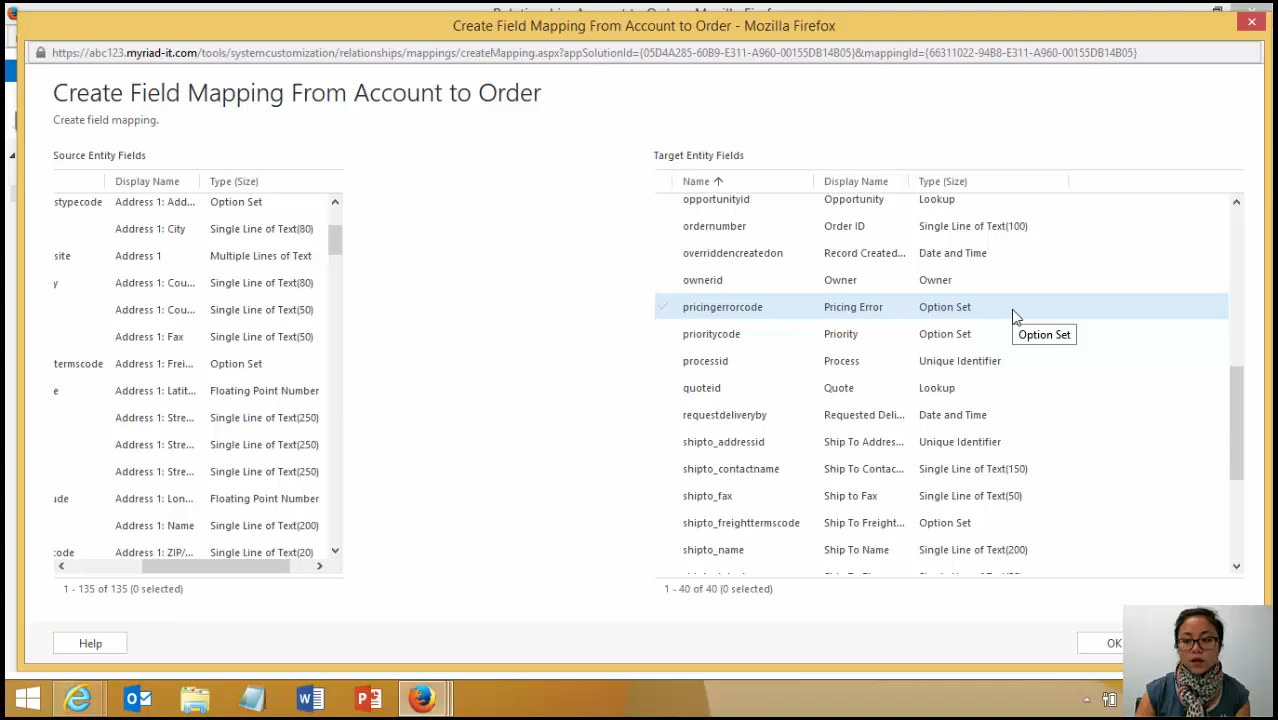 Create Field Mapping From Account to Order - Mozilla Firefox
https://abc123.myriad-it.com/tools/systemcustomization/relationships/mappings/createMapping.aspx?appSolutionId={05D4A285-60B9-E311-A960-00155DB14B05}&mappingId={66311022-94B8-E311-A960-00155DB14B05}
Create Field Mapping From Account to Order
Create field mapping.
Source Entity Fields
Display Name Type (Size)
stypecode Address 1: Add... Option Set
Address 1: City Single Line of Text(80)
site Address 1 Multiple Lines of Text
y Address 1: Cou... Single Line of Text(80)
Address 1: Cou... Single Line of Text(50)
Address 1: Fax Single Line of Text(50)
termscode Address 1: Frei... Option Set
e Address 1: Latit... Floating Point Number
Address 1: Stre... Single Line of Text(250)
Address 1: Stre... Single Line of Text(250)
Address 1: Stre... Single Line of Text(250)
ude Address 1: Lon... Floating Point Number
Address 1: Name Single Line of Text(200)
code Address 1: ZIP/... Single Line of Text(20)
1 - 135 of 135 (0 selected)
Target Entity Fields
Name Display Name Type (Size)
opportunityid Opportunity Lookup
ordernumber Order ID Single Line of Text(100)
overriddencreatedon Record Created... Date and Time
ownerid Owner Owner
pricingerrorcode Pricing Error Option Set
Option Set
prioritycode Priority Option Set
processid Process Unique Identifier
quoteid Quote Lookup
requestdeliveryby Requested Deli... Date and Time
shipto_addressid Ship To Addres... Unique Identifier
shipto_contactname Ship To Contac... Single Line of Text(150)
shipto_fax Ship to Fax Single Line of Text(50)
shipto_freighttermscode Ship To Freight... Option Set
shipto_name Ship To Name Single Line of Text(200)
1 - 40 of 40 (0 selected)
Help
OK